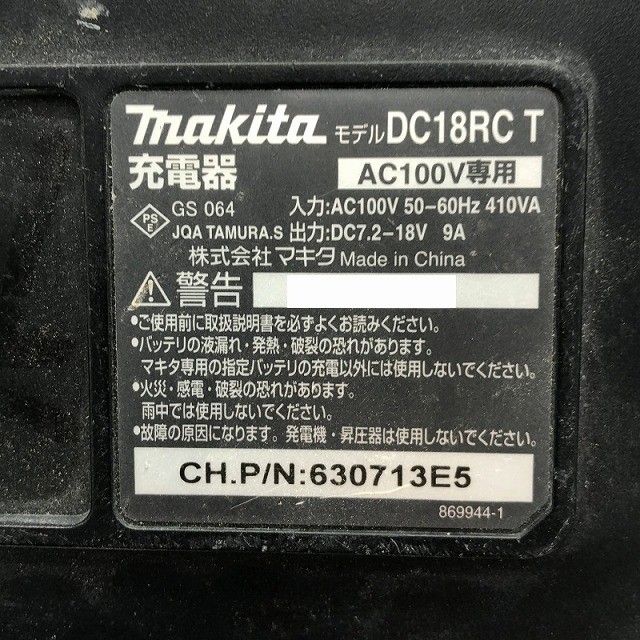 makita モデル DC18RC T
充電器 AC100V専用
PSE GS 064 入力:AC100V 50-60Hz 410VA
JQA TAMURA.S 出力:DC7.2-18V 9A
株式会社 マキタ Made in China
警告
•ご使用前に取扱説明書を必ずよくお読みください。
•バッテリの液漏れ・発熱・破裂の恐れがあります。
マキタ専用の指定バッテリの充電以外には使用しないでください。
•火災・感電・破裂の恐れがあります。
雨中では使用しないでください。
•故障の原因になります。発電機・昇圧器は使用しないでください。
CH.P/N:630713E5
869944-1